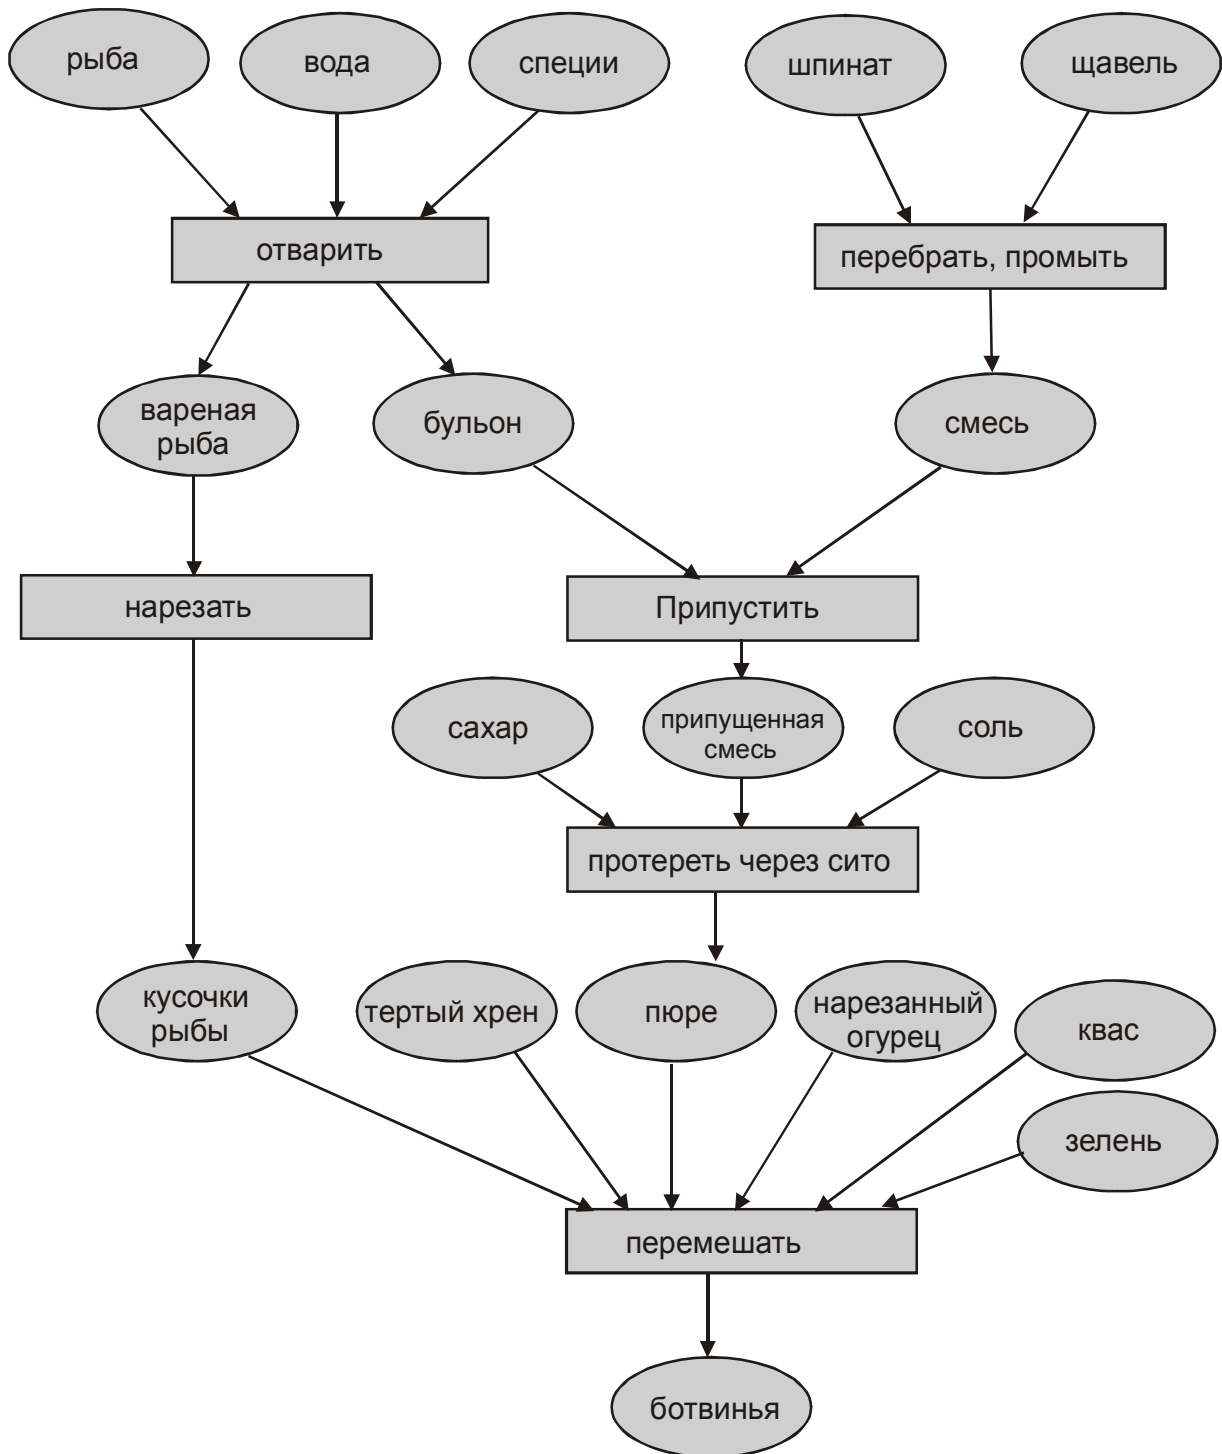 рыба
вода
специи
шпинат
щавель
отварить
перебрать, промыть
вареная
рыба
бульон
смесь
нарезать
Припустить
сахар
припущенная
смесь
соль
протереть через сито
кусочки
рыбы
тертый хрен
пюре
нарезанный
огурец
квас
зелень
перемешать
ботвинья